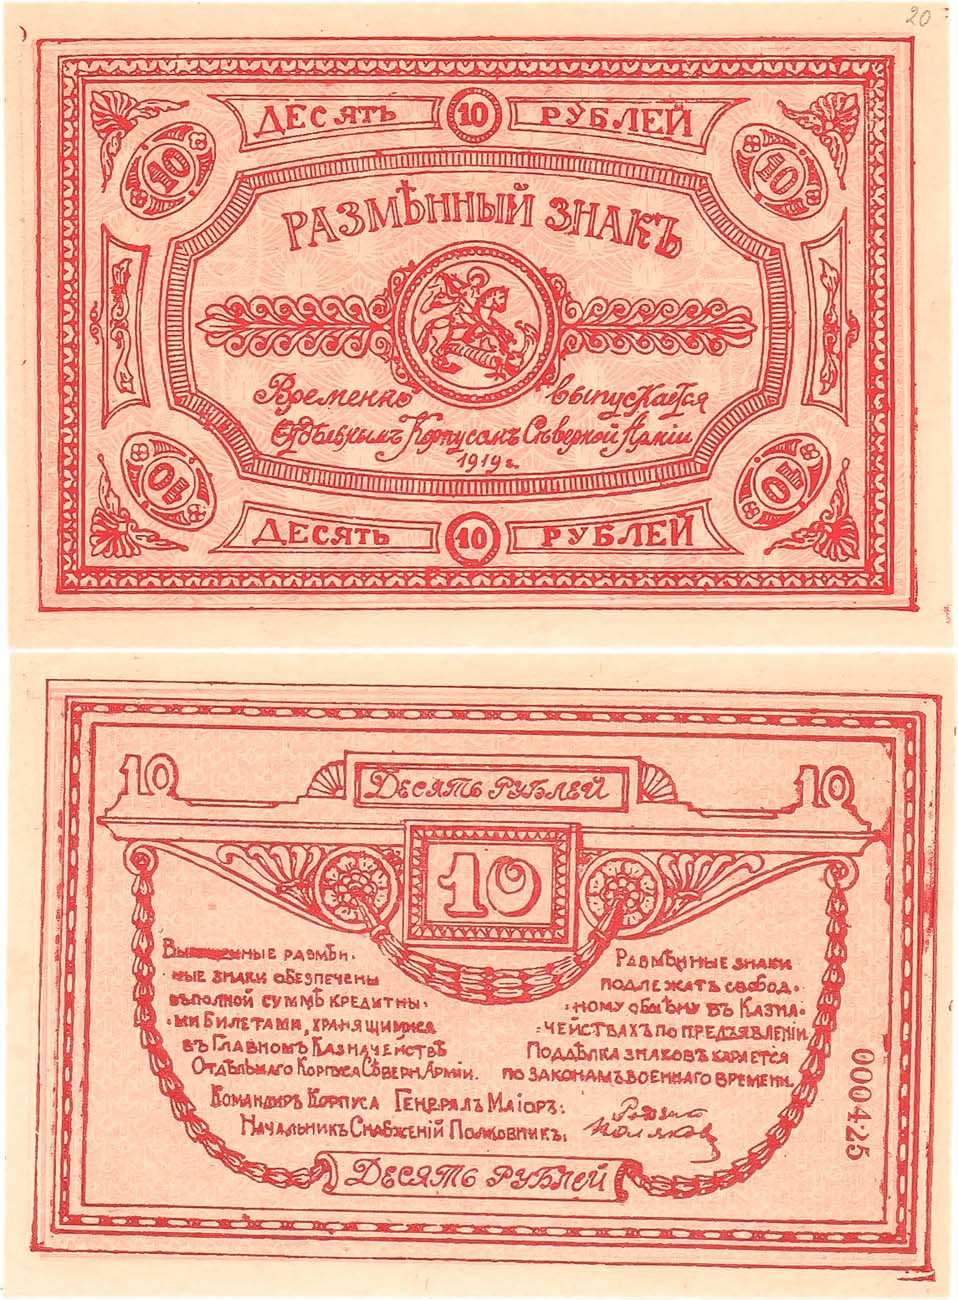 20
ДЕСЯТЬ 10 РУБЛЕЙ
10 10
РАЗМѢННЫЙ ЗНАКЪ
Временно выпускается
Отдѣльнымъ Корпусомъ Сѣверной Арміи
1919 г.
10 10
ДЕСЯТЬ 10 РУБЛЕЙ
10 ДЕСЯТЬ РУБЛЕЙ 10
10
Выпущенные размѣн-
ные знаки обезпечены
въ полной суммѣ кредитны-
ми билетами, хранящимися
въ Главномъ Казначействѣ
Отдѣльнаго Корпуса Сѣверн. Арміи.
Размѣнные знаки
подлежатъ свобод-
ному обмѣну въ Казна-
чействахъ по предъявленіи.
Поддѣлка знаковъ карается
по законамъ военнаго времени.
Командиръ Корпуса Генералъ Маіоръ: Родзянко
Начальникъ Снабженій Полковникъ. Поляков
000425
ДЕСЯТЬ РУБЛЕЙ